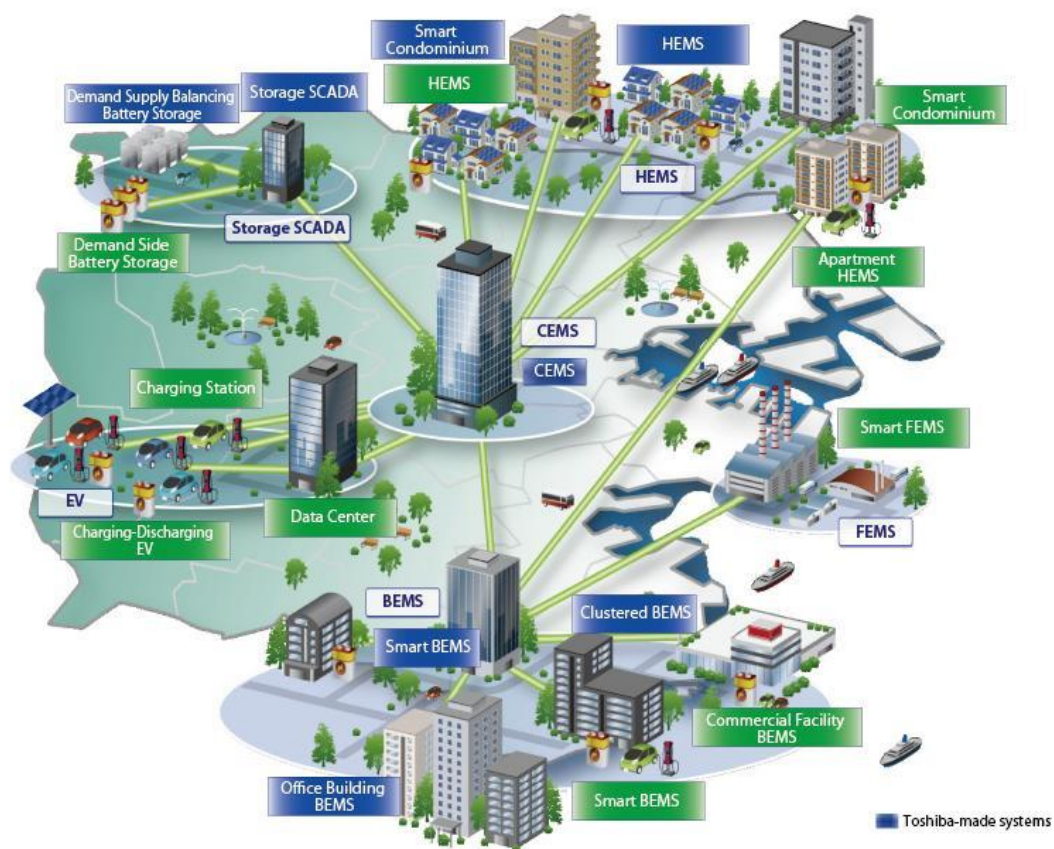 Smart
Condominium
HEMS
HEMS
Demand Supply Balancing
Battery Storage
Storage SCADA
Smart
Condominium
HEMS
Storage SCADA
Demand Side
Battery Storage
Apartment
HEMS
CEMS
CEMS
Charging Station
Smart FEMS
EV
Data Center
Charging-Discharging
EV
FEMS
BEMS
Clustered BEMS
Smart BEMS
Commercial Facility
BEMS
Office Building
BEMS
Smart BEMS
Toshiba-made systems